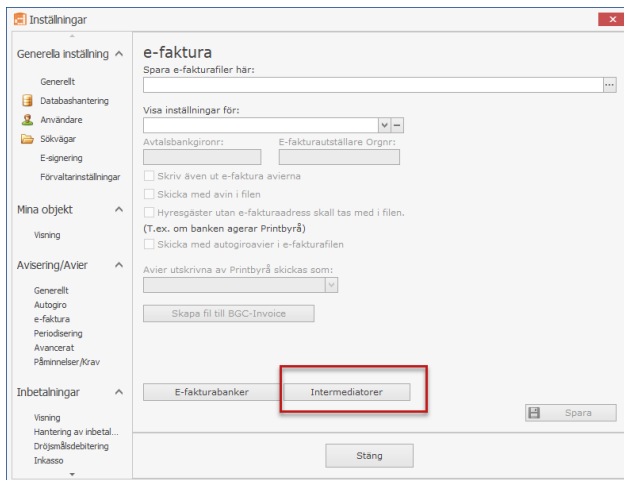 Inställningar
Generella inställning
Generellt
Databashantering
Användare
Sökvägar
E-signering
Förvaltarinställningar
Mina objekt
Visning
Avisering/Avier
Generellt
Autogiro
e-faktura
Periodisering
Avancerat
Påminnelser/Krav
Inbetalningar
Visning
Hantering av inbetal...
Dröjsmålsdebitering
Inkasso
e-faktura
Spara e-fakturafiler här:
Visa inställningar för:
Avtalsbankgironr: E-fakturautställare Orgnr:
Skriv även ut e-faktura avierna
Skicka med avin i filen
Hyresgäster utan e-fakturaadress skall tas med i filen.
(T.ex. om banken agerar Printbyrå)
Skicka med autogiroavier i e-fakturafilen
Avier utskrivna av Printbyrå skickas som:
Skapa fil till BGC-Invoice
E-fakturabanker Intermediatorer
Spara
Stäng